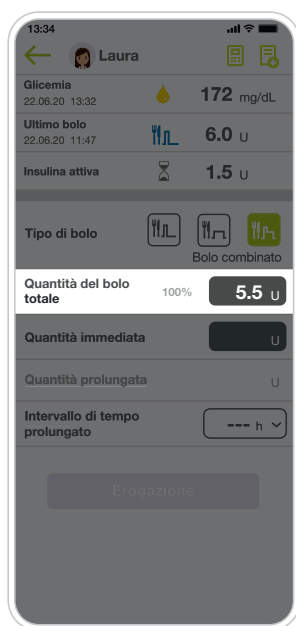 13:34
Laura
Glicemia
22.06.20 13:32
172 mg/dL
Ultimo bolo
22.06.20 11:47
6.0 U
Insulina attiva
1.5 U
Tipo di bolo
Bolo combinato
Quantità del bolo
totale
100%
5.5 U
Quantità immediata
U
Quantità prolungata
U
Intervallo di tempo
prolungato
--- h
Erogazione